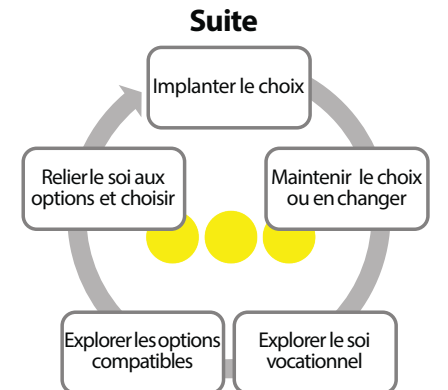 Suite
Implanter le choix
Relier le soi aux
options et choisir
Maintenir le choix
ou en changer
Explorer les options
compatibles
Explorer le soi
vocationnel